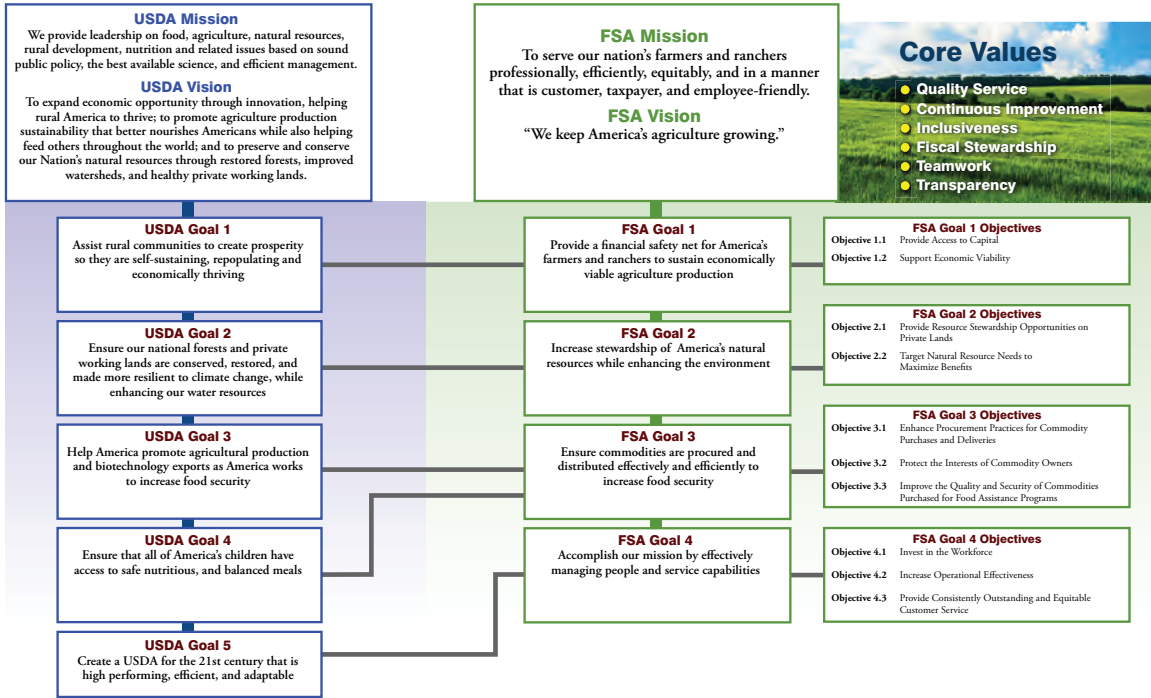 USDA Mission
We provide leadership on food, agriculture, natural resources,
rural development, nutrition and related issues based on sound
public policy, the best available science, and efficient management.
USDA Vision
To expand economic opportunity through innovation, helping
rural America to thrive; to promote agriculture production
sustainability that better nourishes Americans while also helping
feed others throughout the world; and to preserve and conserve
our Nation's natural resources through restored forests, improved
watersheds, and healthy private working lands.
FSA Mission
To serve our nation's farmers and ranchers
professionally, efficiently, equitably, and in a manner
that is customer, taxpayer, and employee-friendly.
FSA Vision
“We keep America's agriculture growing.”
Core Values
Quality Service
Continuous Improvement
Inclusiveness
Fiscal Stewardship
Teamwork
Transparency
USDA Goal 1
Assist rural communities to create prosperity
so they are self-sustaining, repopulating and
economically thriving
FSA Goal 1
Provide a financial safety net for America's
farmers and ranchers to sustain economically
viable agriculture production
FSA Goal 1 Objectives
Objective 1.1 Provide Access to Capital
Objective 1.2 Support Economic Viability
USDA Goal 2
Ensure our national forests and private
working lands are conserved, restored, and
made more resilient to climate change, while
enhancing our water resources
FSA Goal 2
Increase stewardship of America's natural
resources while enhancing the environment
FSA Goal 2 Objectives
Objective 2.1 Provide Resource Stewardship Opportunities on
Private Lands
Objective 2.2 Target Natural Resource Needs to
Maximize Benefits
USDA Goal 3
Help America promote agricultural production
and biotechnology exports as America works
to increase food security
FSA Goal 3
Ensure commodities are procured and
distributed effectively and efficiently to
increase food security
FSA Goal 3 Objectives
Objective 3.1 Enhance Procurement Practices for Commodity
Purchases and Deliveries
Objective 3.2 Protect the Interests of Commodity Owners
Objective 3.3 Improve the Quality and Security of Commodities
Purchased for Food Assistance Programs
USDA Goal 4
Ensure that all of America's children have
access to safe nutritious, and balanced meals
FSA Goal 4
Accomplish our mission by effectively
managing people and service capabilities
FSA Goal 4 Objectives
Objective 4.1 Invest in the Workforce
Objective 4.2 Increase Operational Effectiveness
Objective 4.3 Provide Consistently Outstanding and Equitable
Customer Service
USDA Goal 5
Create a USDA for the 21st century that is
high performing, efficient, and adaptable